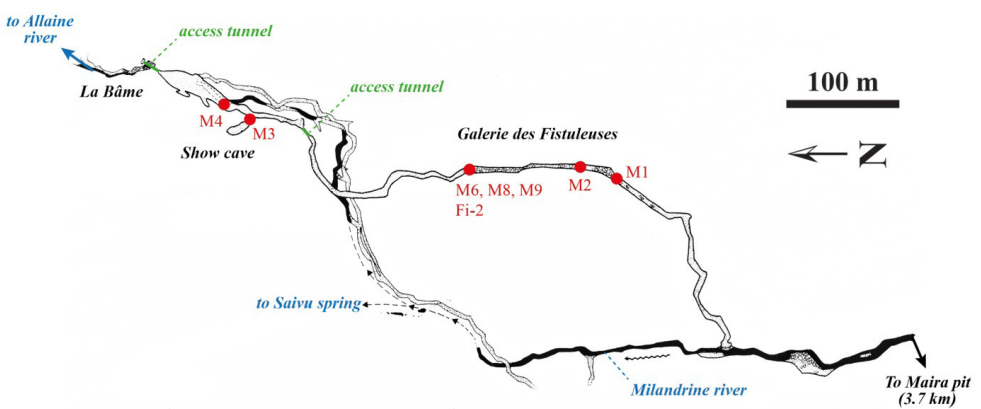 to Allaine
river
access tunnel
La Bâme
access tunnel
100 m
M4
M3
Show cave
Galerie des Fistuleuses
N
M6, M8, M9
Fi-2
M2
M1
to Saivu spring
Milandrine river
To Maira pit
(3.7 km)